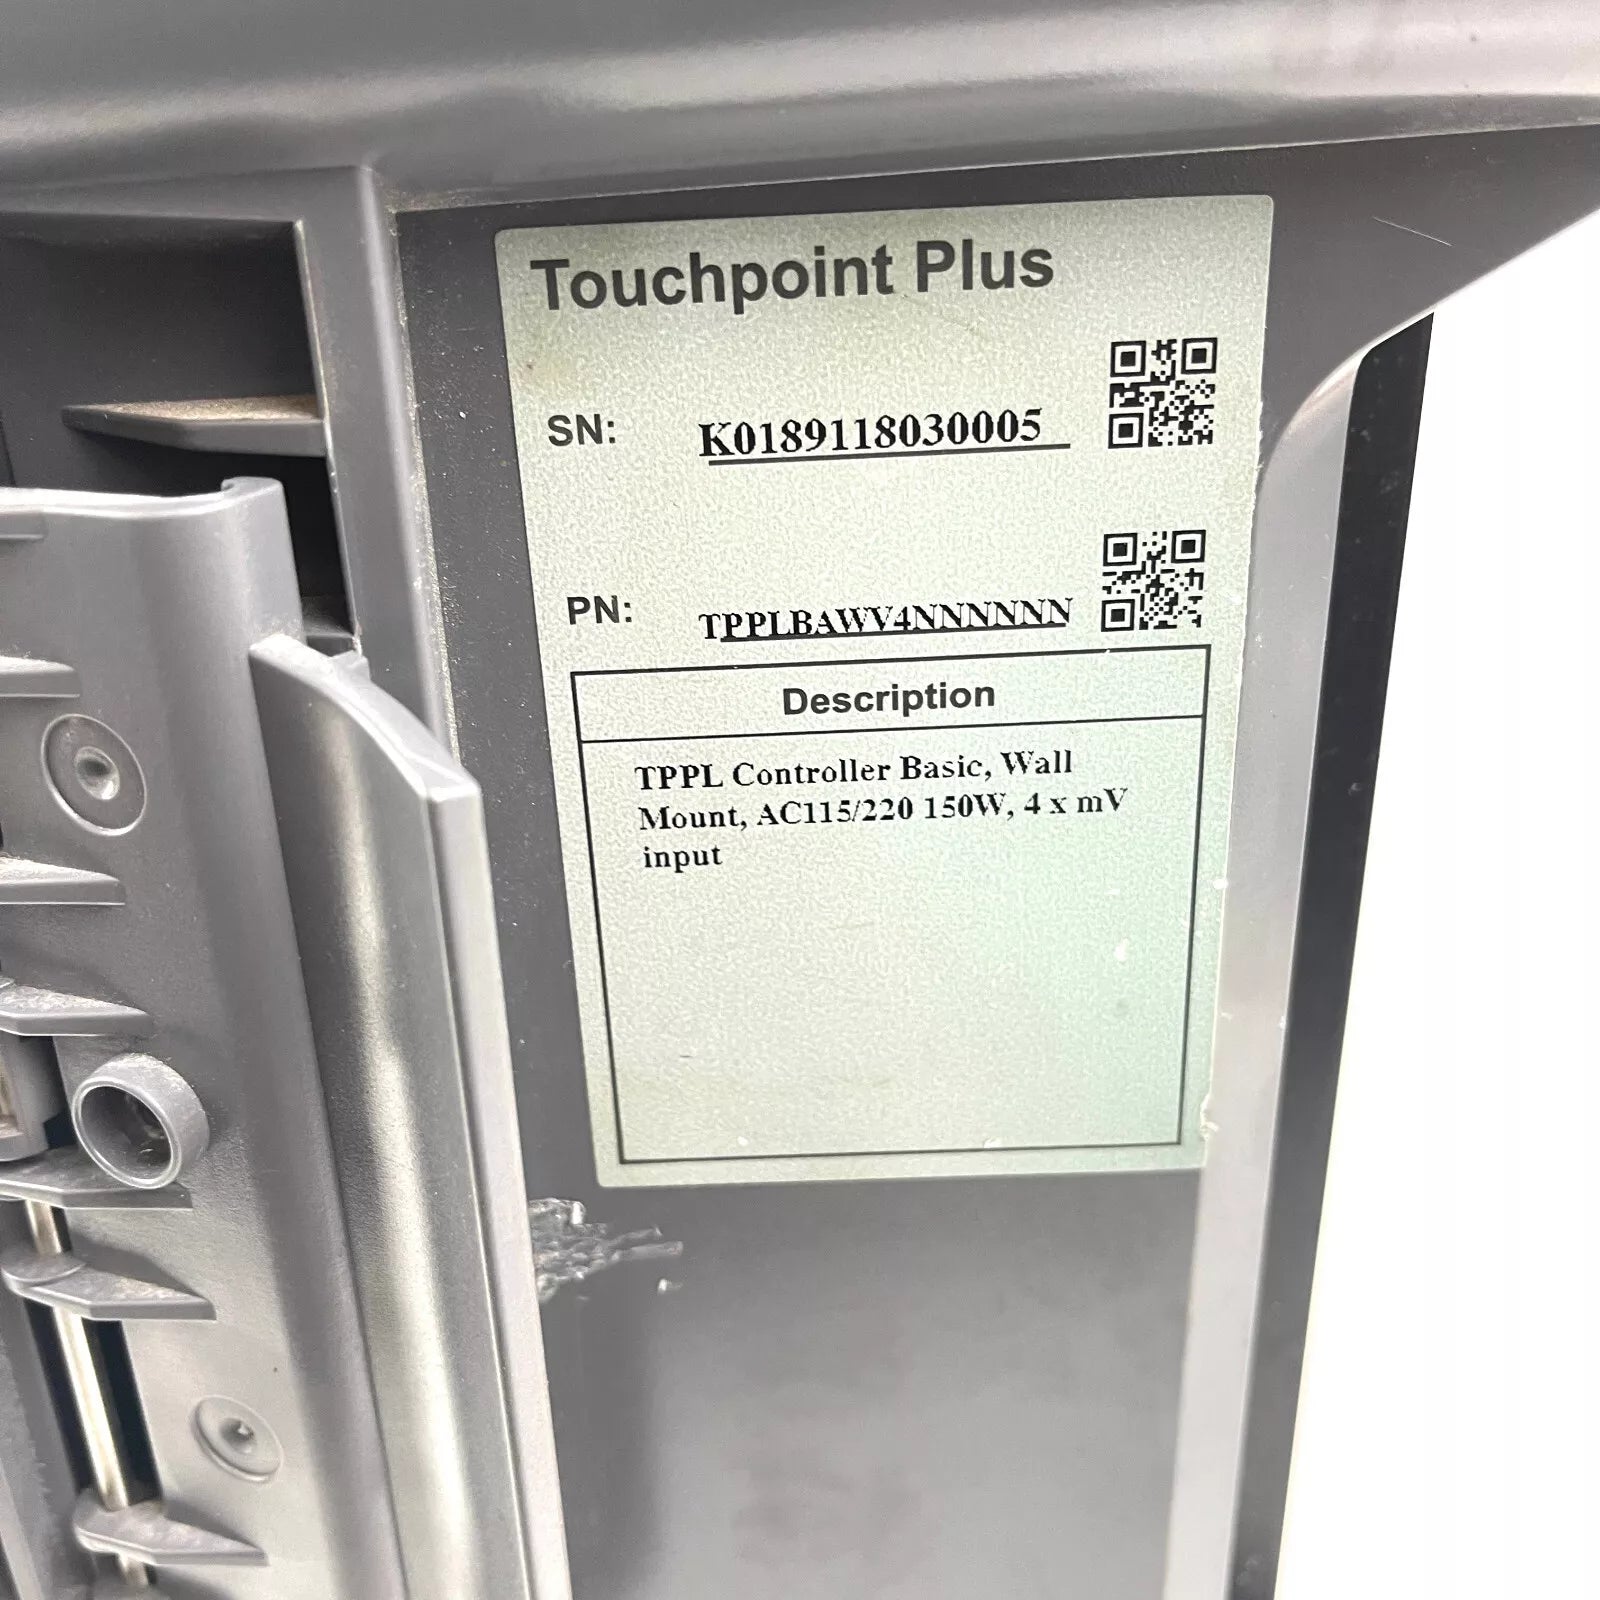 Touchpoint Plus
SN: K0189118030005
PN: TPPLBAWV4NNNNNN
Description
TPPL Controller Basic, Wall
Mount, AC115/220 150W, 4 x mV
input